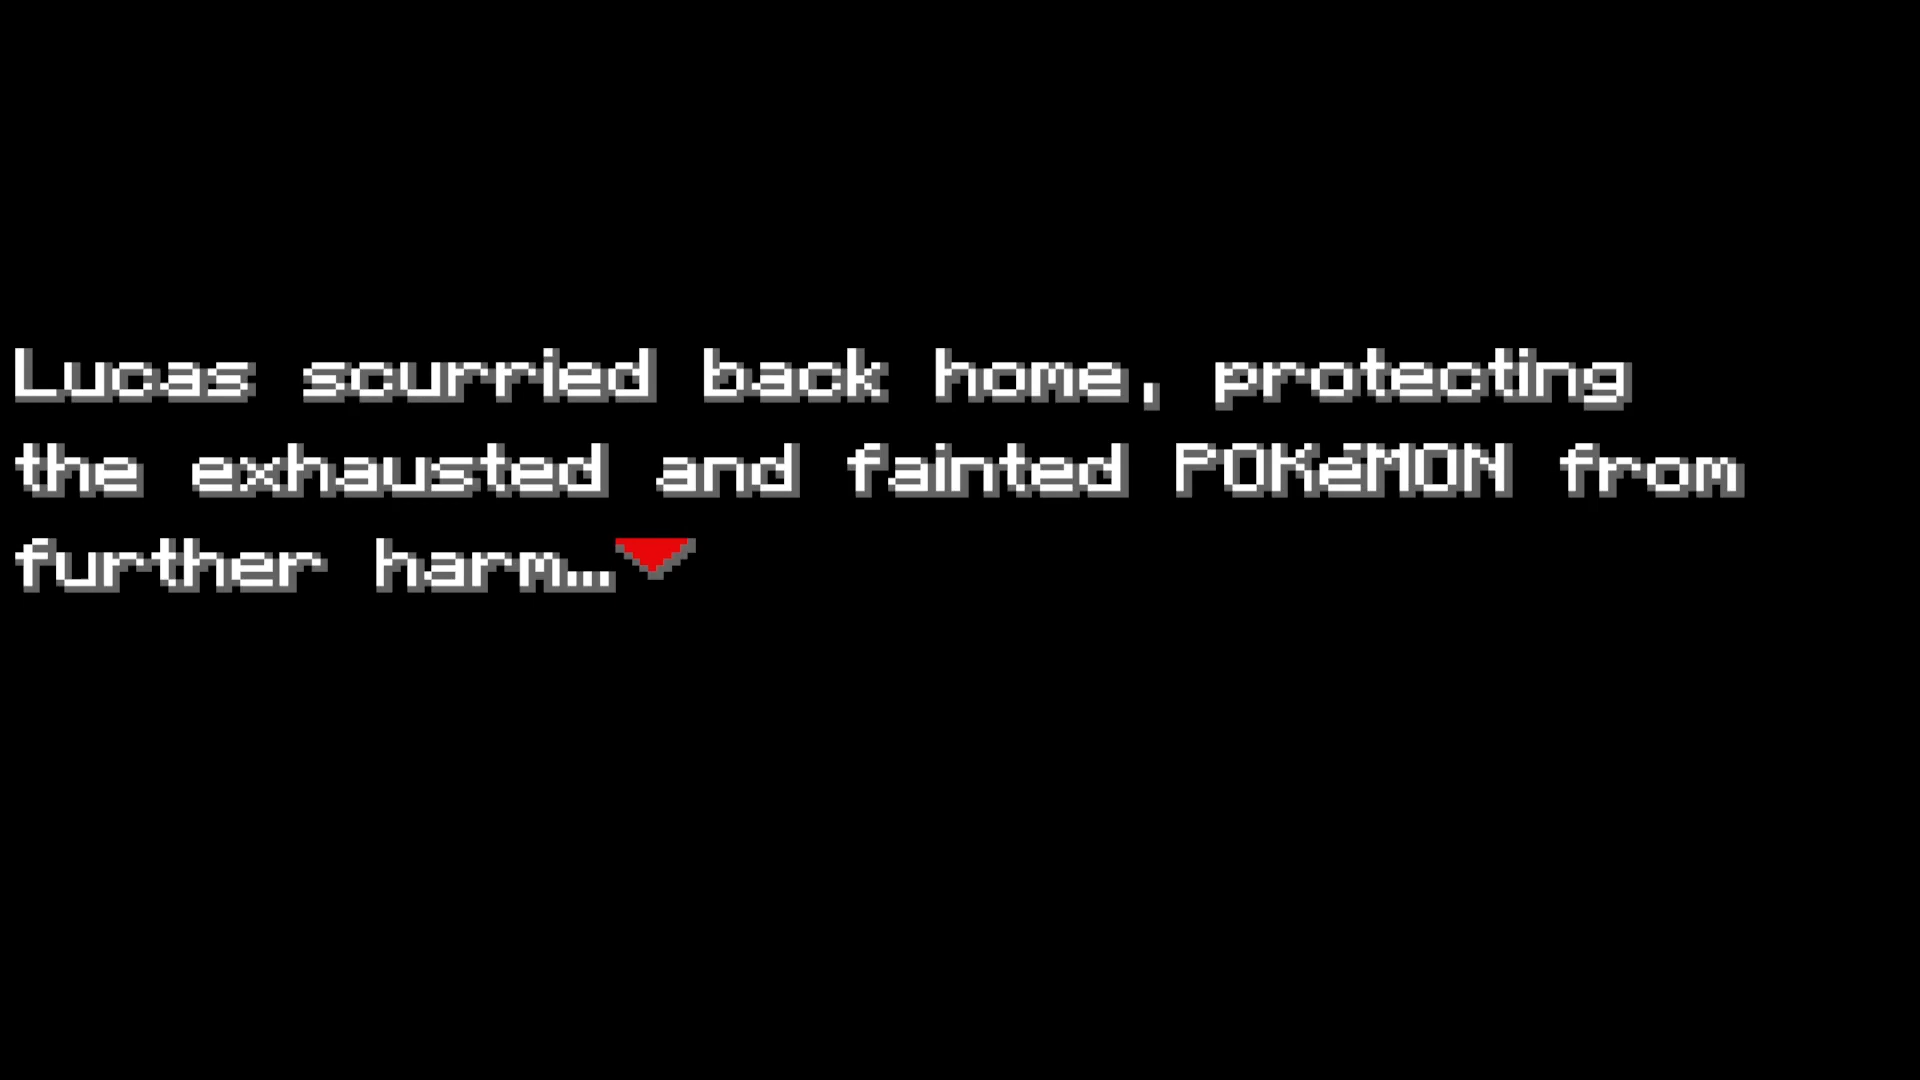 Lucas scurried back home, protecting
the exhausted and fainted POKéMON from
further harm…